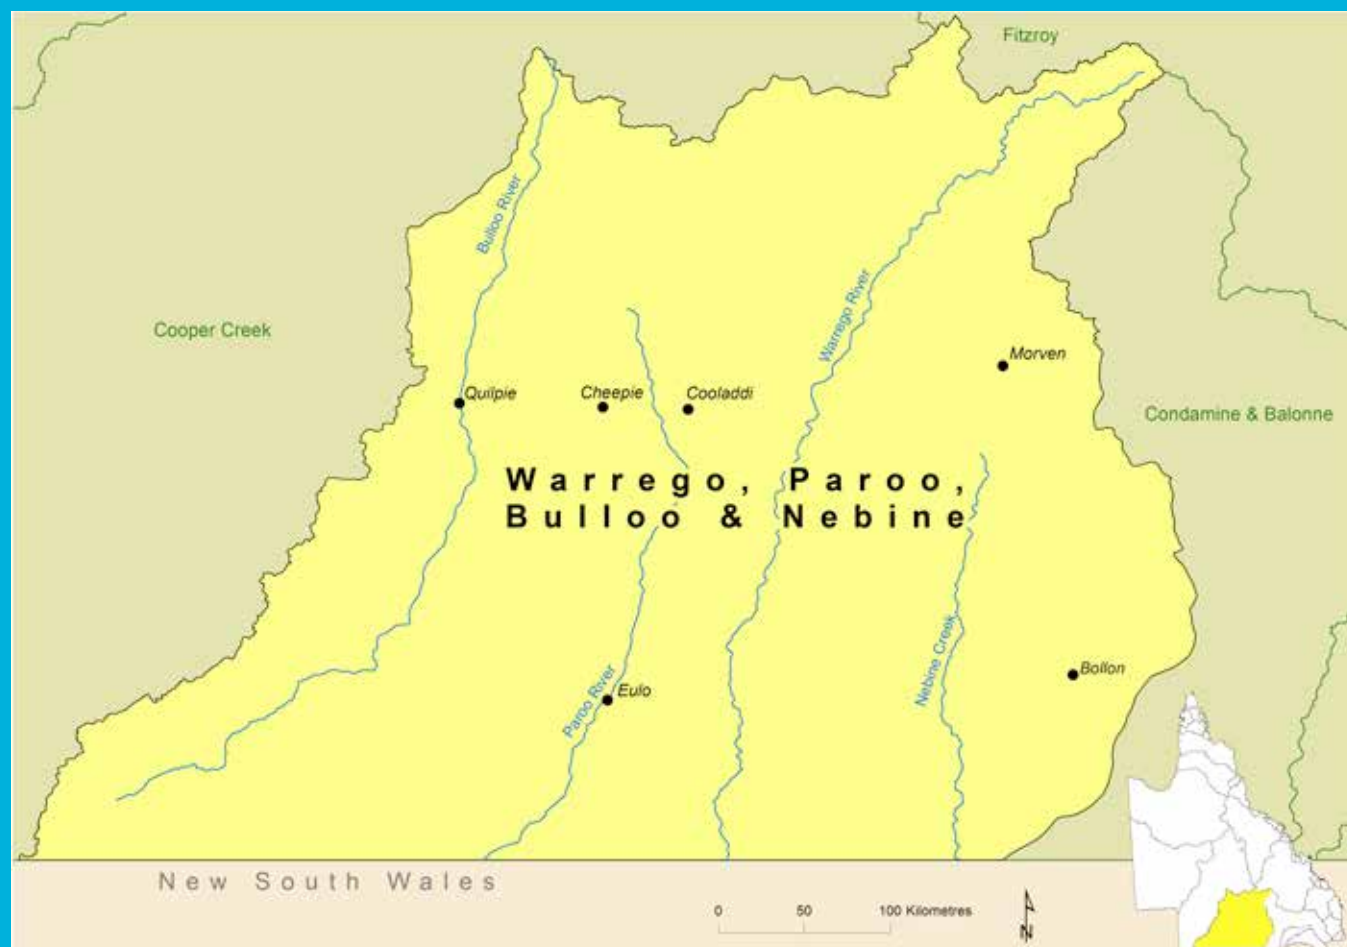 Fitzroy
Bulloo River
Warrego River
Cooper Creek
Morven
Quilpie
Cheepie
Cooladdi
Condamine & Balonne
Warrego, Paroo,
Bulloo & Nebine
Nebine Creek
Bollon
Paroo River
Eulo
New South Wales
0 50 100 Kilometres
N